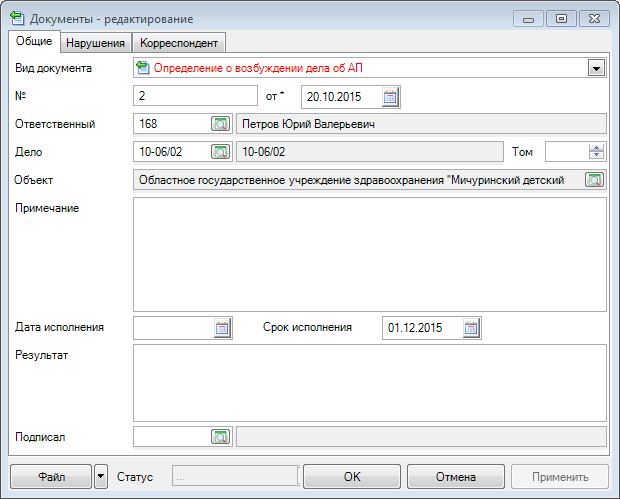 Документы - редактирование
Общие Нарушения Корреспондент
Вид документа Определение о возбуждении дела об АП
№ 2 от * 20.10.2015
Ответственный 168 Петров Юрий Валерьевич
Дело 10-06/02 10-06/02 Том
Объект Областное государственное учреждение здравоохранения "Мичуринский детский
Примечание
Дата исполнения Срок исполнения 01.12.2015
Результат
Подписал
Файл Статус ... OK Отмена Применить